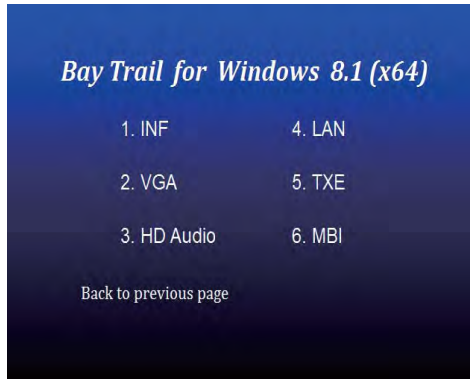 Bay Trail for Windows 8.1 (x64)
1. INF
4. LAN
2. VGA
5. TXE
3. HD Audio
6. MBI
Back to previous page